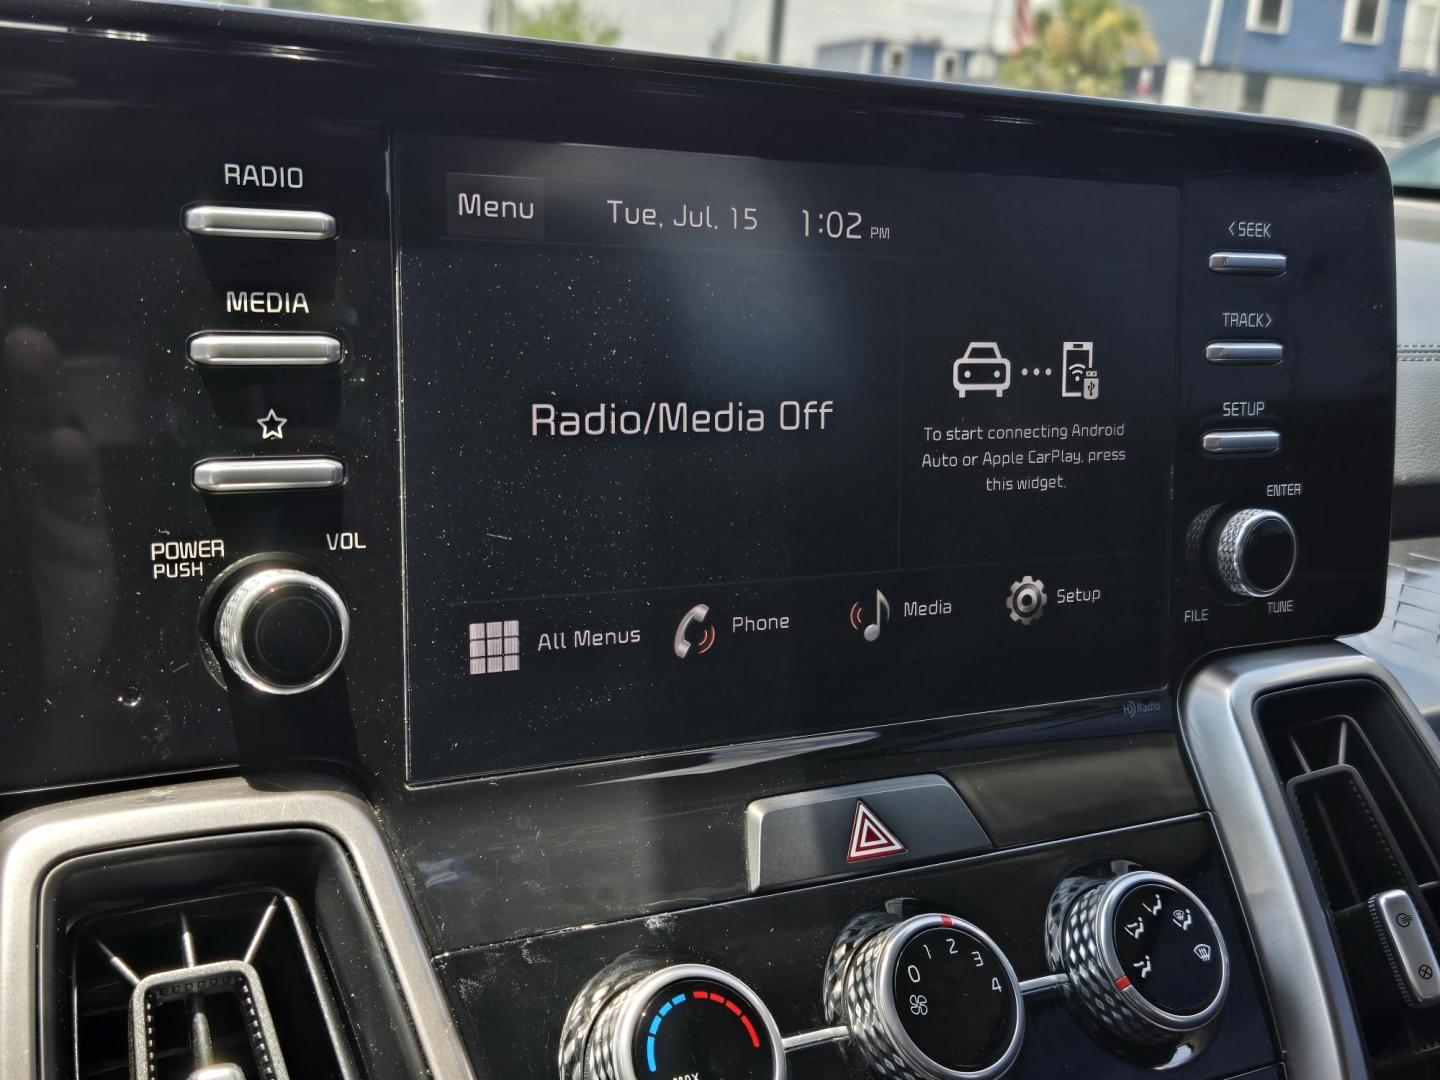 RADIO
MEDIA
POWER
PUSH
VOL
Menu
Tue, Jul. 15
1:02 PM
Radio/Media Off
To start connecting Android
Auto or Apple CarPlay, press
this widget.
All Menus
Phone
Media
Setup
HD Radio
< SEEK
TRACK >
SETUP
ENTER
FILE
TUNE
0 1 2 3 4
MAX